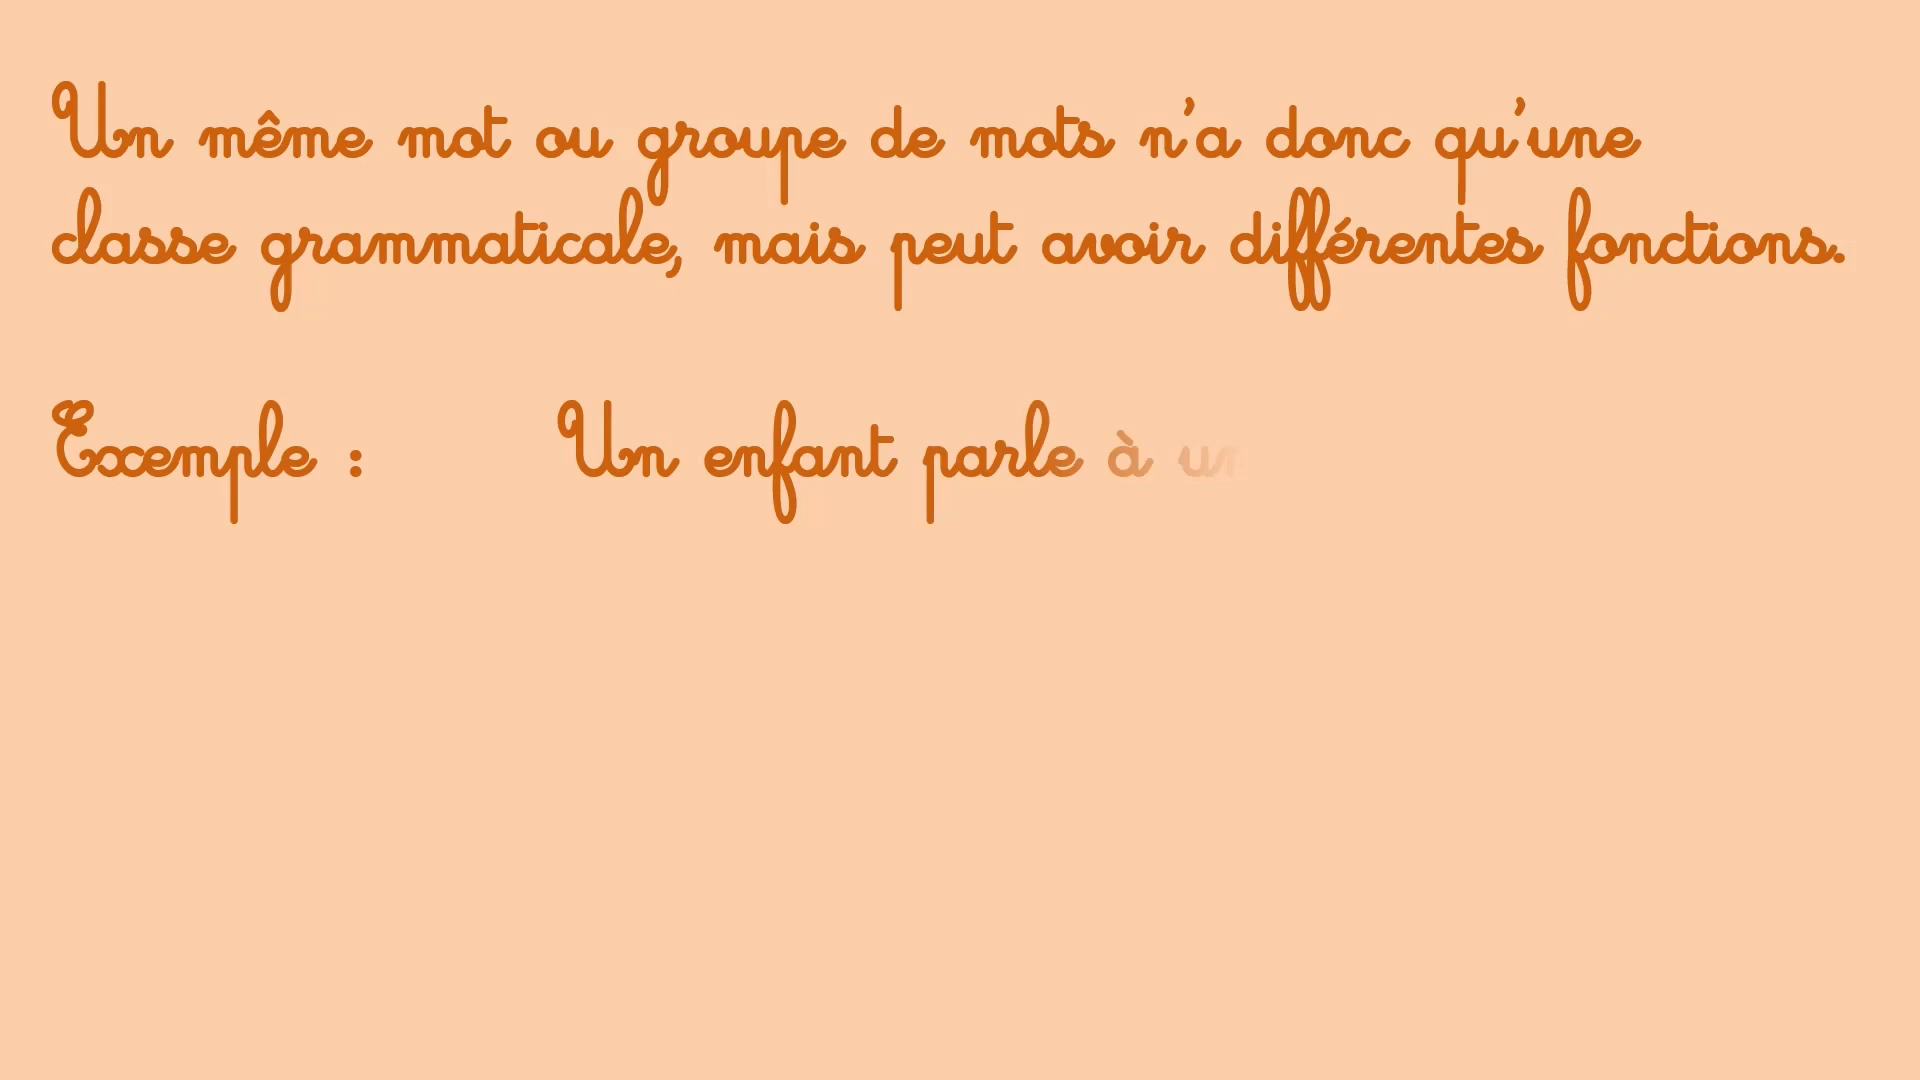 Un même mot ou groupe de mots n'a donc qu'une
classe grammaticale, mais peut avoir différentes fonctions.
Exemple : Un enfant parle à